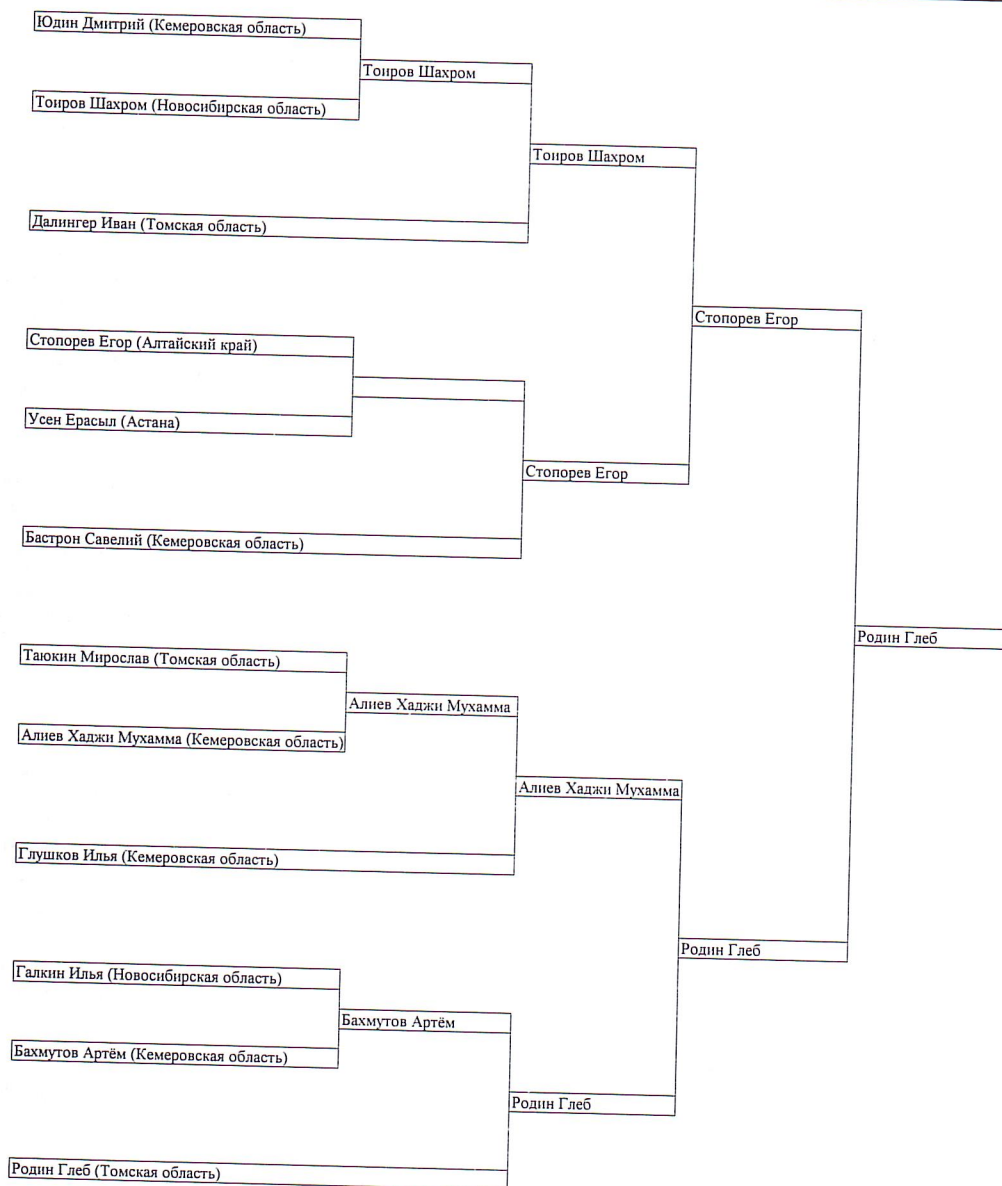 Юдин Дмитрий (Кемеровская область)
Тоиров Шахром
Тоиров Шахром (Новосибирская область)
Тоиров Шахром
Далингер Иван (Томская область)
Стопорев Егор
Стопорев Егор (Алтайский край)
Усен Ерасыл (Астана)
Стопорев Егор
Бастрон Савелий (Кемеровская область)
Родин Глеб
Таюкин Мирослав (Томская область)
Алиев Хаджи Мухамма
Алиев Хаджи Мухамма (Кемеровская область)
Алиев Хаджи Мухамма
Глушков Илья (Кемеровская область)
Родин Глеб
Галкин Илья (Новосибирская область)
Бахмутов Артём
Бахмутов Артём (Кемеровская область)
Родин Глеб
Родин Глеб (Томская область)